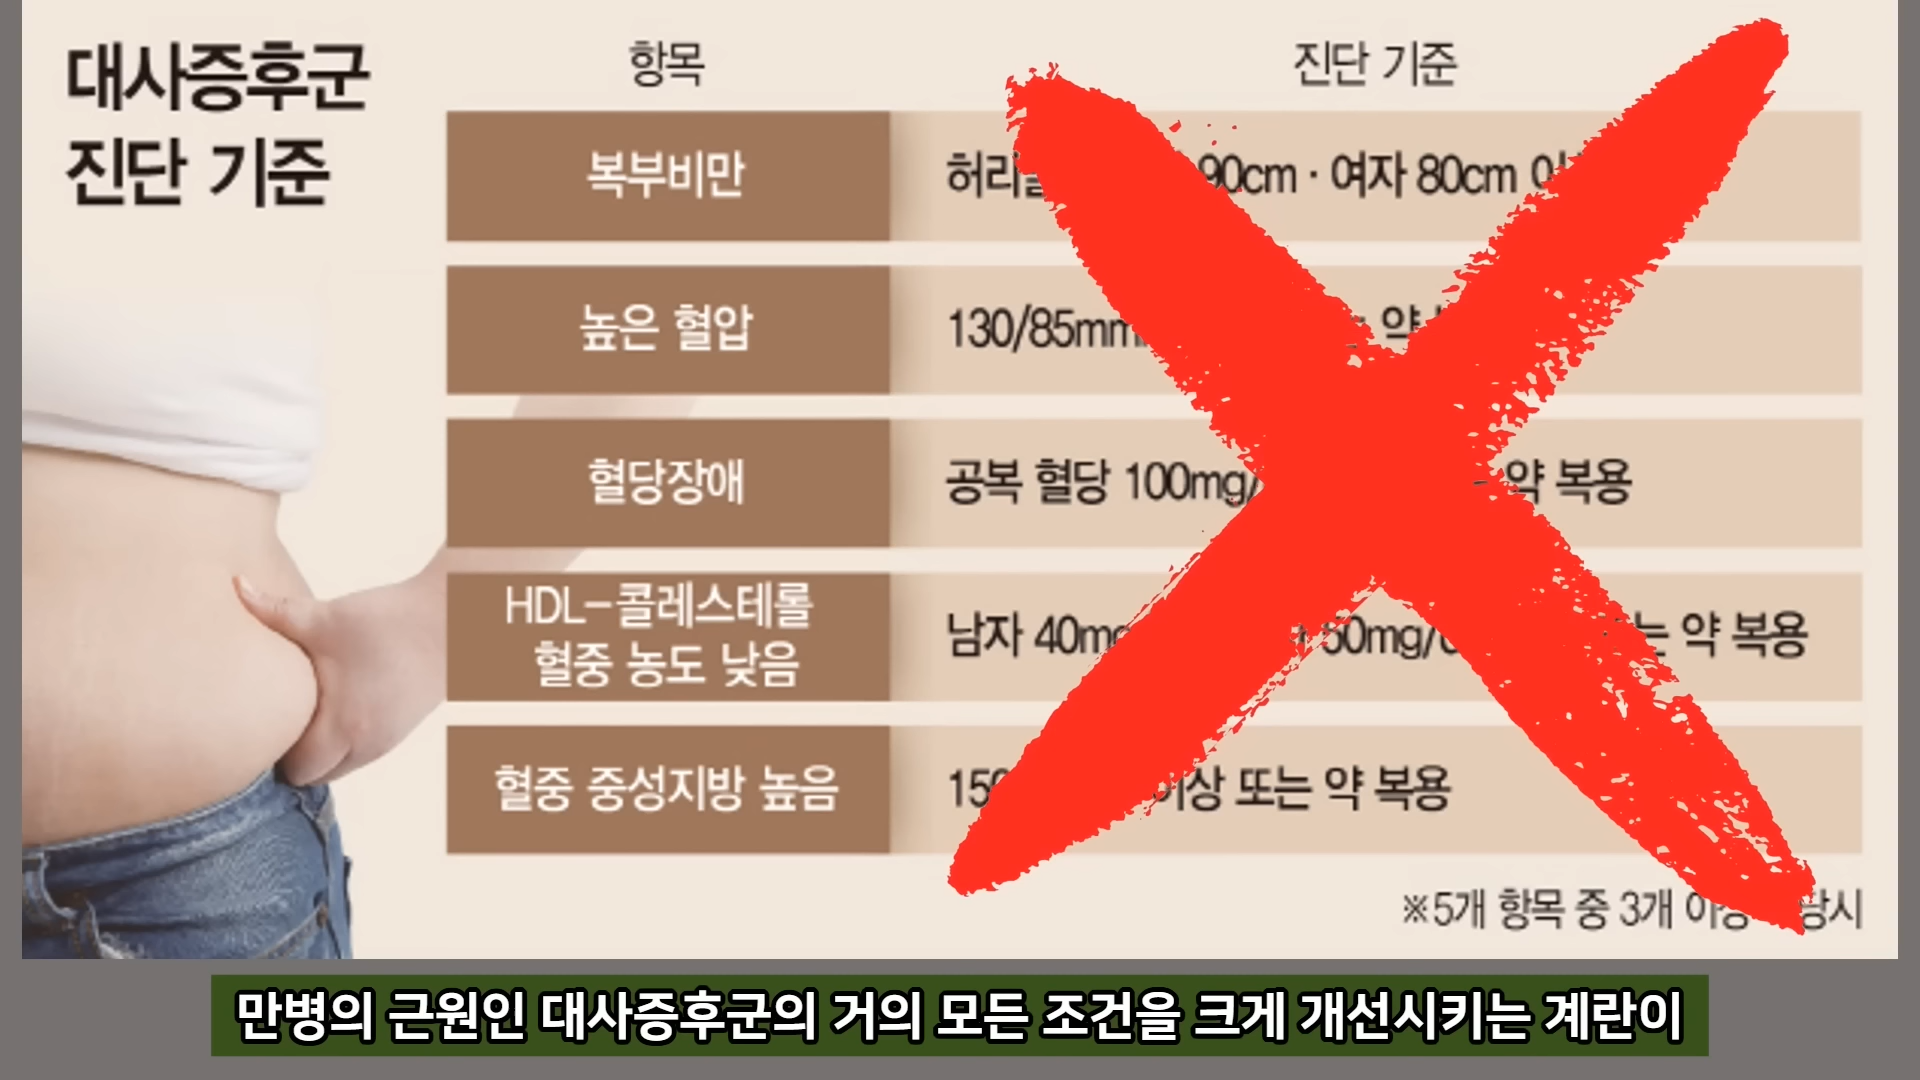 대사증후군
진단 기준
항목
진단 기준
복부비만
90cm · 여자 80cm
높은 혈압
130/85mm 약
혈당장애
공복 혈당 100mg/ 약 복용
HDL-콜레스테롤
혈중 농도 낮음
남자 40mg 50mg/ 는 약 복용
혈중 중성지방 높음
이상 또는 약 복용
※5개 항목 중 3개
만병의 근원인 대사증후군의 거의 모든 조건을 크게 개선시키는 계란이